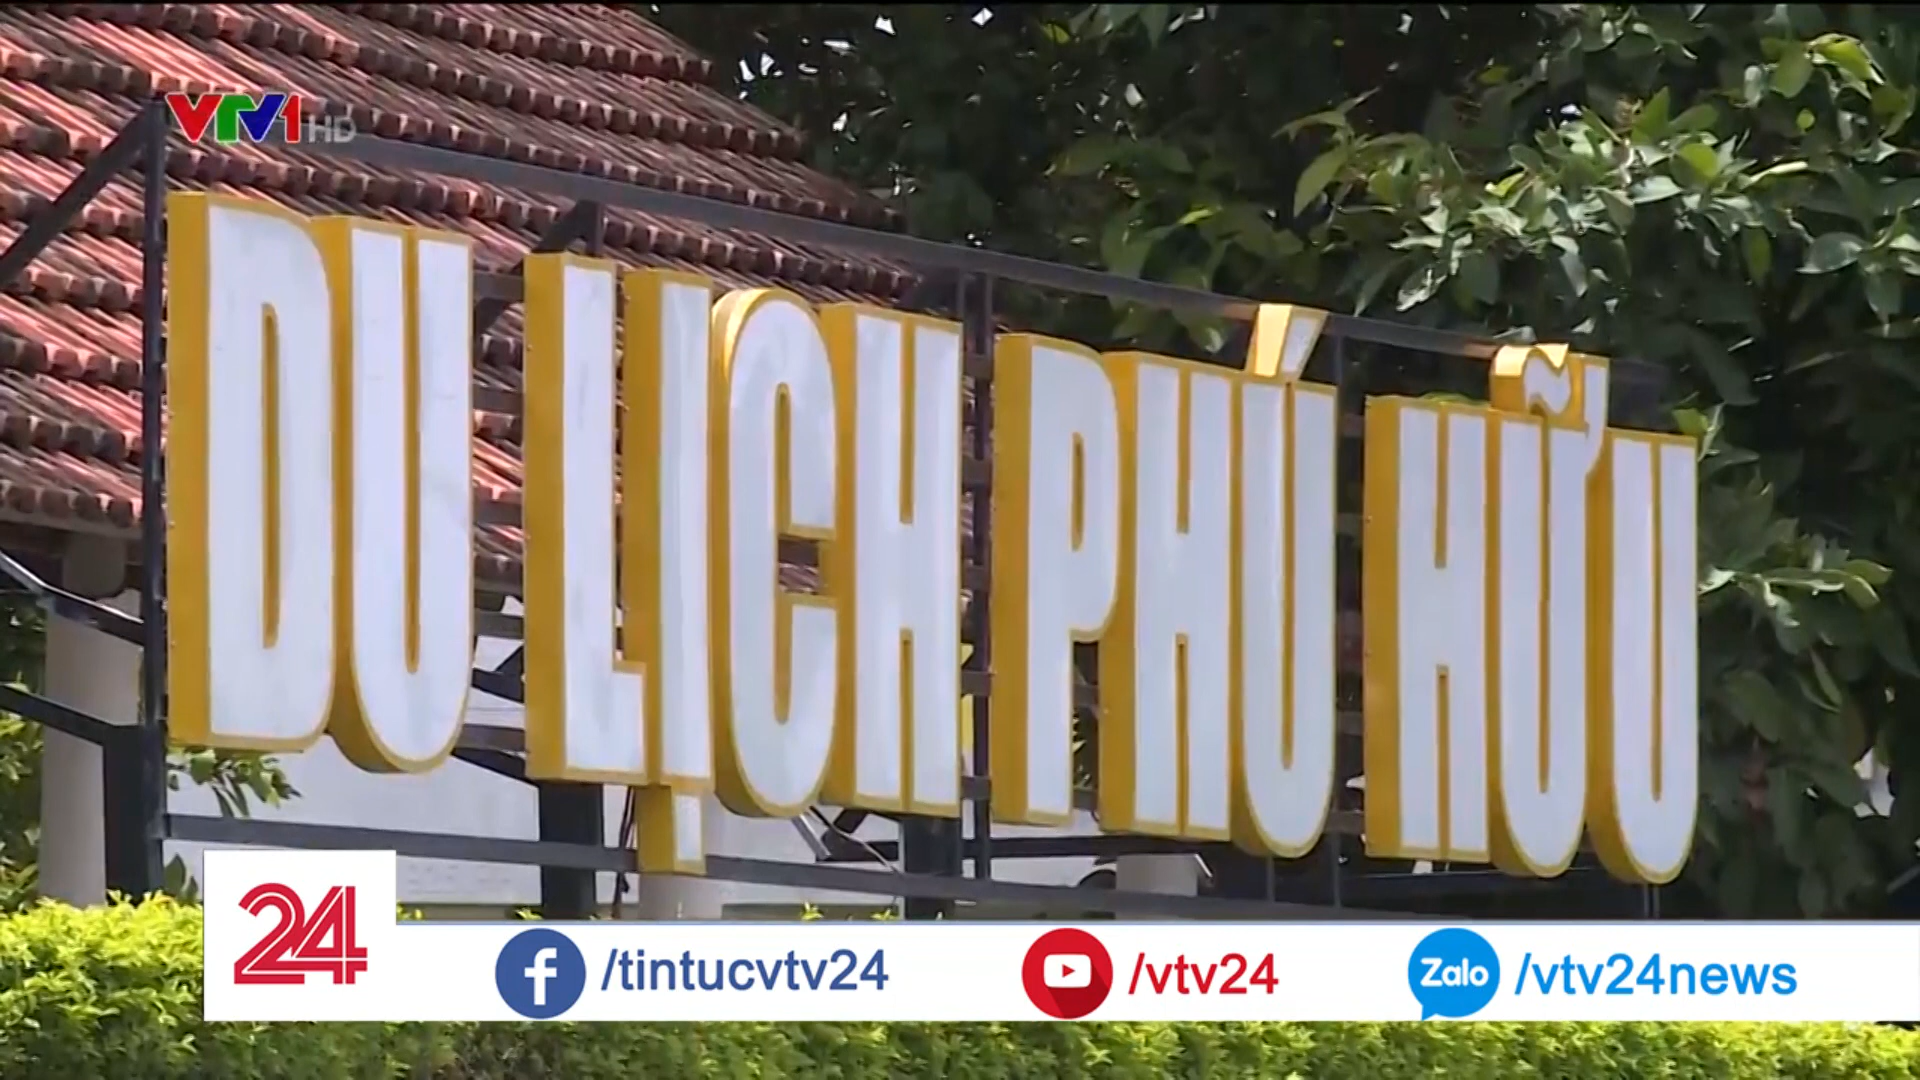 VTV1 HD
DU LỊCH PHÚ HỮU
24
/tintucvtv24
/vtv24
Zalo /vtv24news